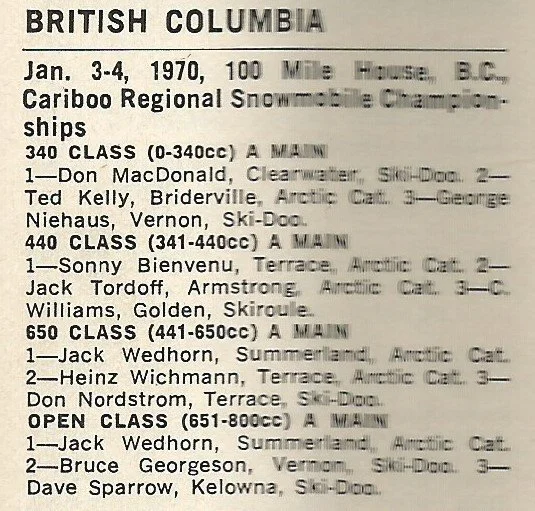 BRITISH COLUMBIA
Jan. 3-4, 1970, 100 Mile House, B.C.,
Cariboo Regional Snowmobile Champion-
ships
340 CLASS (0-340cc) A MAIN
1—Don MacDonald, Clearwater, Ski-Doo. 2—
Ted Kelly, Briderville, Arctic Cat. 3—George
Niehaus, Vernon, Ski-Doo.
440 CLASS (341-440cc) A MAIN
1—Sonny Bienvenu, Terrace, Arctic Cat. 2—
Jack Tordoff, Armstrong, Arctic Cat. 3—C.
Williams, Golden, Skiroule.
650 CLASS (441-650cc) A MAIN
1—Jack Wedhorn, Summerland, Arctic Cat.
2—Heinz Wichmann, Terrace, Arctic Cat. 3—
Don Nordstrom, Terrace, Ski-Doo.
OPEN CLASS (651-800cc) A MAIN
1—Jack Wedhorn, Summerland, Arctic Cat.
2—Bruce Georgeson, Vernon, Ski-Doo. 3—
Dave Sparrow, Kelowna, Ski-Doo.